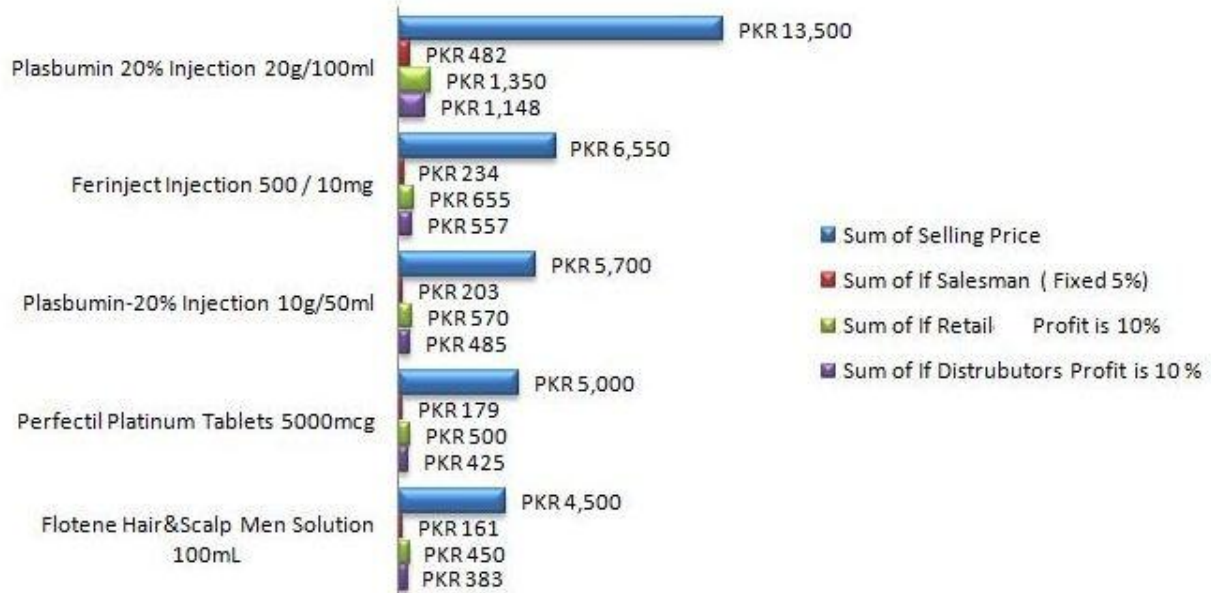 PKR 13,500
Plasbumin 20% Injection 20g/100ml
PKR 482
PKR 1,350
PKR 1,148
PKR 6,550
Ferinject Injection 500 / 10mg
PKR 234
PKR 655
PKR 557
PKR 5,700
Plasbumin-20% Injection 10g/50ml
PKR 203
PKR 570
PKR 485
PKR 5,000
Perfectil Platinum Tablets 5000mcg
PKR 179
PKR 500
PKR 425
PKR 4,500
Flotene Hair&Scalp Men Solution
100mL
PKR 161
PKR 450
PKR 383
Sum of Selling Price
Sum of If Salesman ( Fixed 5%)
Sum of If Retail Profit is 10%
Sum of If Distrubutors Profit is 10 %